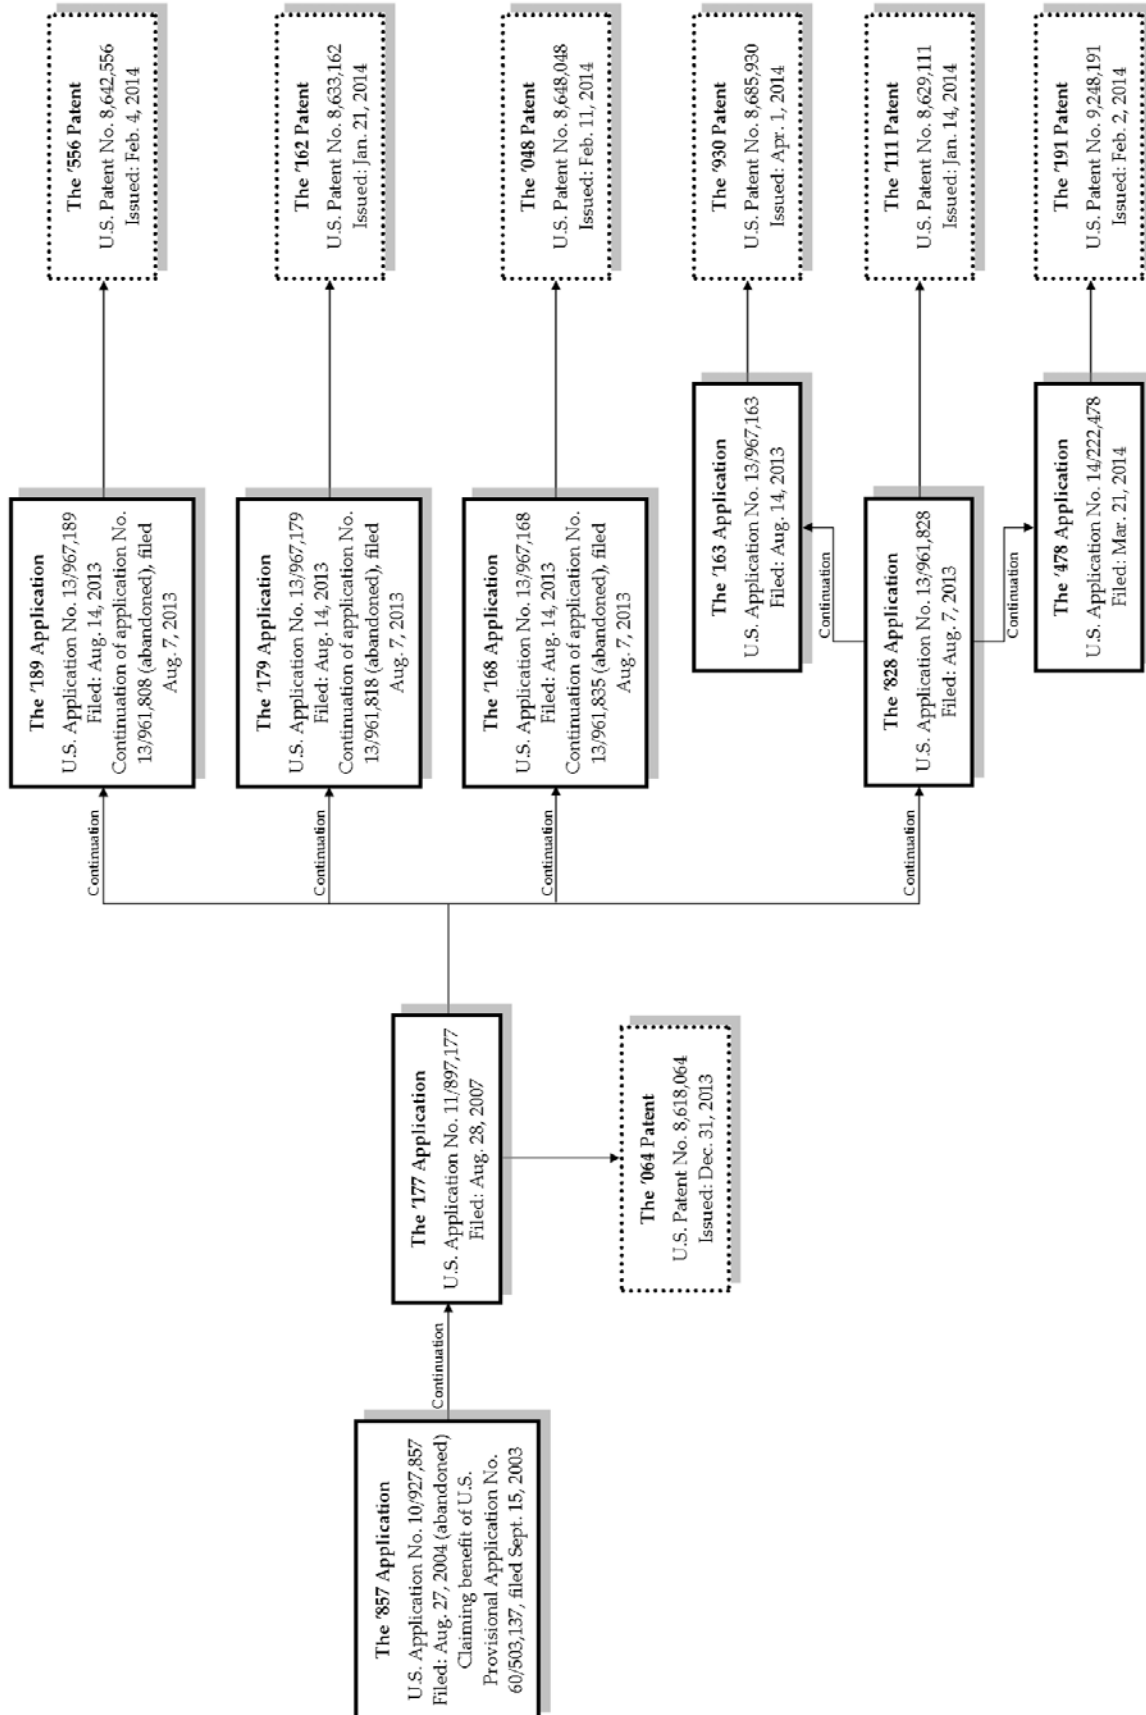 The '857 Application
U.S. Application No. 10/927,857
Filed: Aug. 27, 2004 (abandoned)
Claiming benefit of U.S.
Provisional Application No.
60/503,137, filed Sept. 15, 2003
Continuation
The '177 Application
U.S. Application No. 11/897,177
Filed: Aug. 28, 2007
The '064 Patent
U.S. Patent No. 8,618,064
Issued: Dec. 31, 2013
Continuation
The '189 Application
U.S. Application No. 13/967,189
Filed: Aug. 14, 2013
Continuation of application No.
13/961,808 (abandoned), filed
Aug. 7, 2013
The '556 Patent
U.S. Patent No. 8,642,556
Issued: Feb. 4, 2014
Continuation
The '179 Application
U.S. Application No. 13/967,179
Filed: Aug. 14, 2013
Continuation of application No.
13/961,818 (abandoned), filed
Aug. 7, 2013
The '162 Patent
U.S. Patent No. 8,633,162
Issued: Jan. 21, 2014
Continuation
The '168 Application
U.S. Application No. 13/967,168
Filed: Aug. 14, 2013
Continuation of application No.
13/961,835 (abandoned), filed
Aug. 7, 2013
The '048 Patent
U.S. Patent No. 8,648,048
Issued: Feb. 11, 2014
The '163 Application
U.S. Application No. 13/967,163
Filed: Aug. 14, 2013
The '930 Patent
U.S. Patent No. 8,685,930
Issued: Apr. 1, 2014
Continuation
Continuation
The '828 Application
U.S. Application No. 13/961,828
Filed: Aug. 7, 2013
The '111 Patent
U.S. Patent No. 8,629,111
Issued: Jan. 14, 2014
Continuation
The '478 Application
U.S. Application No. 14/222,478
Filed: Mar. 21, 2014
The '191 Patent
U.S. Patent No. 9,248,191
Issued: Feb. 2, 2014